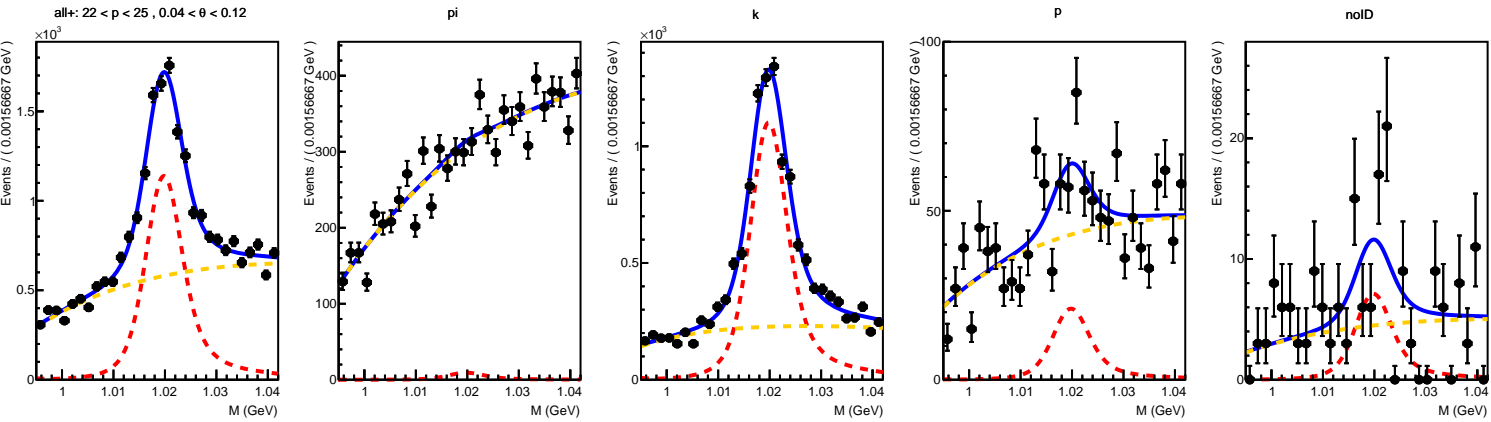 all+: 22 < p < 25 , 0.04 < θ < 0.12
×10³
Events / ( 0.00156667 GeV )
1.5
1
0.5
0
1 1.01 1.02 1.03 1.04
M (GeV)
pi
Events / ( 0.00156667 GeV )
400
300
200
100
0
1 1.01 1.02 1.03 1.04
M (GeV)
k
×10³
Events / ( 0.00156667 GeV )
1
0.5
0
1 1.01 1.02 1.03 1.04
M (GeV)
p
Events / ( 0.00156667 GeV )
100
50
0
1 1.01 1.02 1.03 1.04
M (GeV)
noID
Events / ( 0.00156667 GeV )
20
10
0
1 1.01 1.02 1.03 1.04
M (GeV)